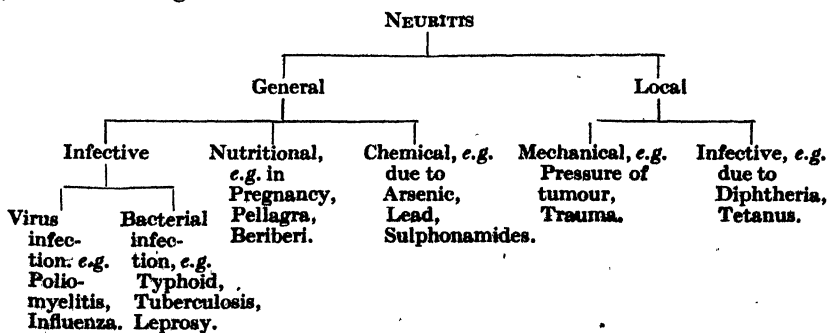 NEURITIS
General
Local
Infective
Nutritional,
e.g. in
Pregnancy,
Pellagra,
Beriberi.
Chemical, e.g.
due to
Arsenic,
Lead,
Sulphonamides.
Mechanical, e.g.
Pressure of
tumour,
Trauma.
Infective, e.g.
due to
Diphtheria,
Tetanus.
Virus
infec-
tion. e.g.
Polio-
myelitis,
Influenza.
Bacterial
infec-
tion, e.g.
Typhoid,
Tuberculosis,
Leprosy.